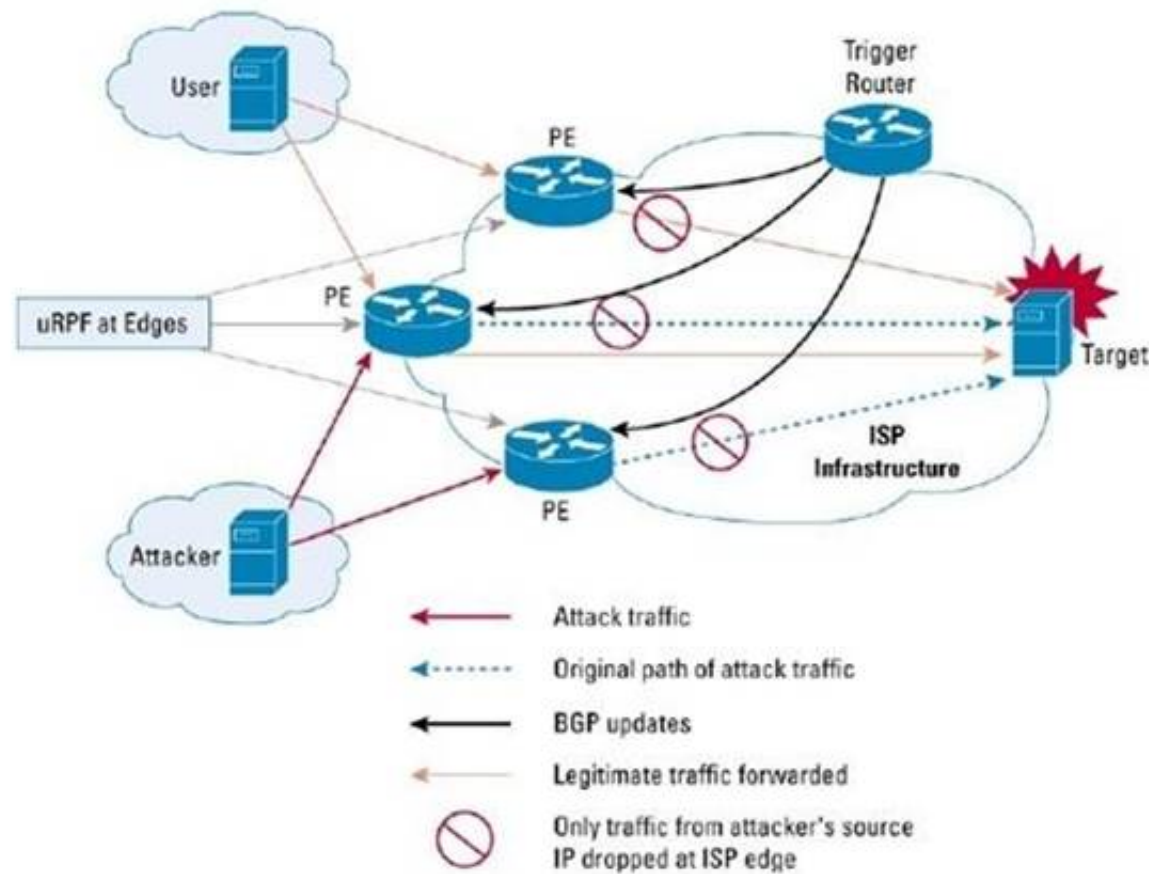 User
Trigger
Router
PE
PE
uRPF at Edges
Target
ISP
Infrastructure
PE
Attacker
Attack traffic
Original path of attack traffic
BGP updates
Legitimate traffic forwarded
Only traffic from attacker's source
IP dropped at ISP edge